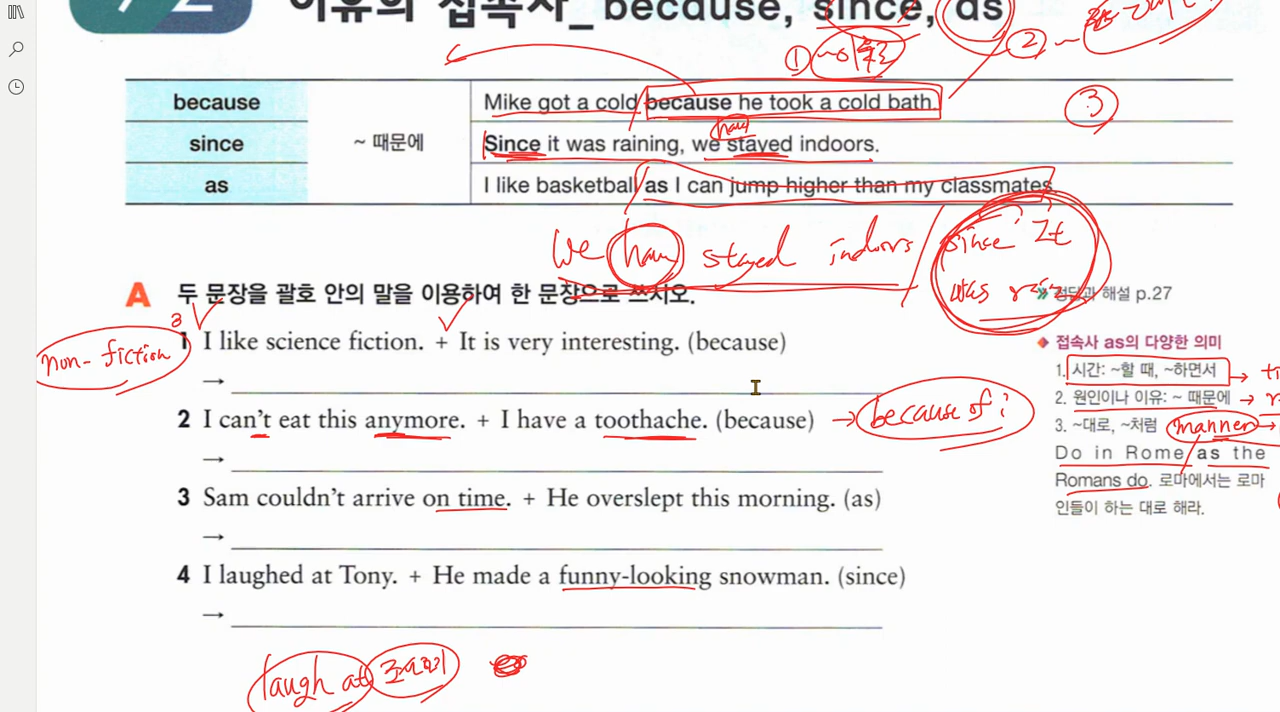 이유의 접속사_ because, since, as
① ~이후로
② ~
because
~ 때문에
Mike got a cold because he took a cold bath.
③
since
Since it was raining, we stayed indoors.
have
as
I like basketball as I can jump higher than my classmates.
We have stayed indoors / since it was
A 두 문장을 괄호 안의 말을 이용하여 한 문장으로 쓰시오.
정답과 해설 p.27
non-fiction
1 I like science fiction. + It is very interesting. (because)
→
2 I can't eat this anymore. + I have a toothache. (because) → because of :
→
3 Sam couldn't arrive on time. + He overslept this morning. (as)
→
4 I laughed at Tony. + He made a funny-looking snowman. (since)
→
laugh at
접속사 as의 다양한 의미
1. 시간: ~할 때, ~하면서 →
2. 원인이나 이유: ~ 때문에 →
3. ~대로, ~처럼 manner →
Do in Rome as the
Romans do. 로마에서는 로마
인들이 하는 대로 해라.